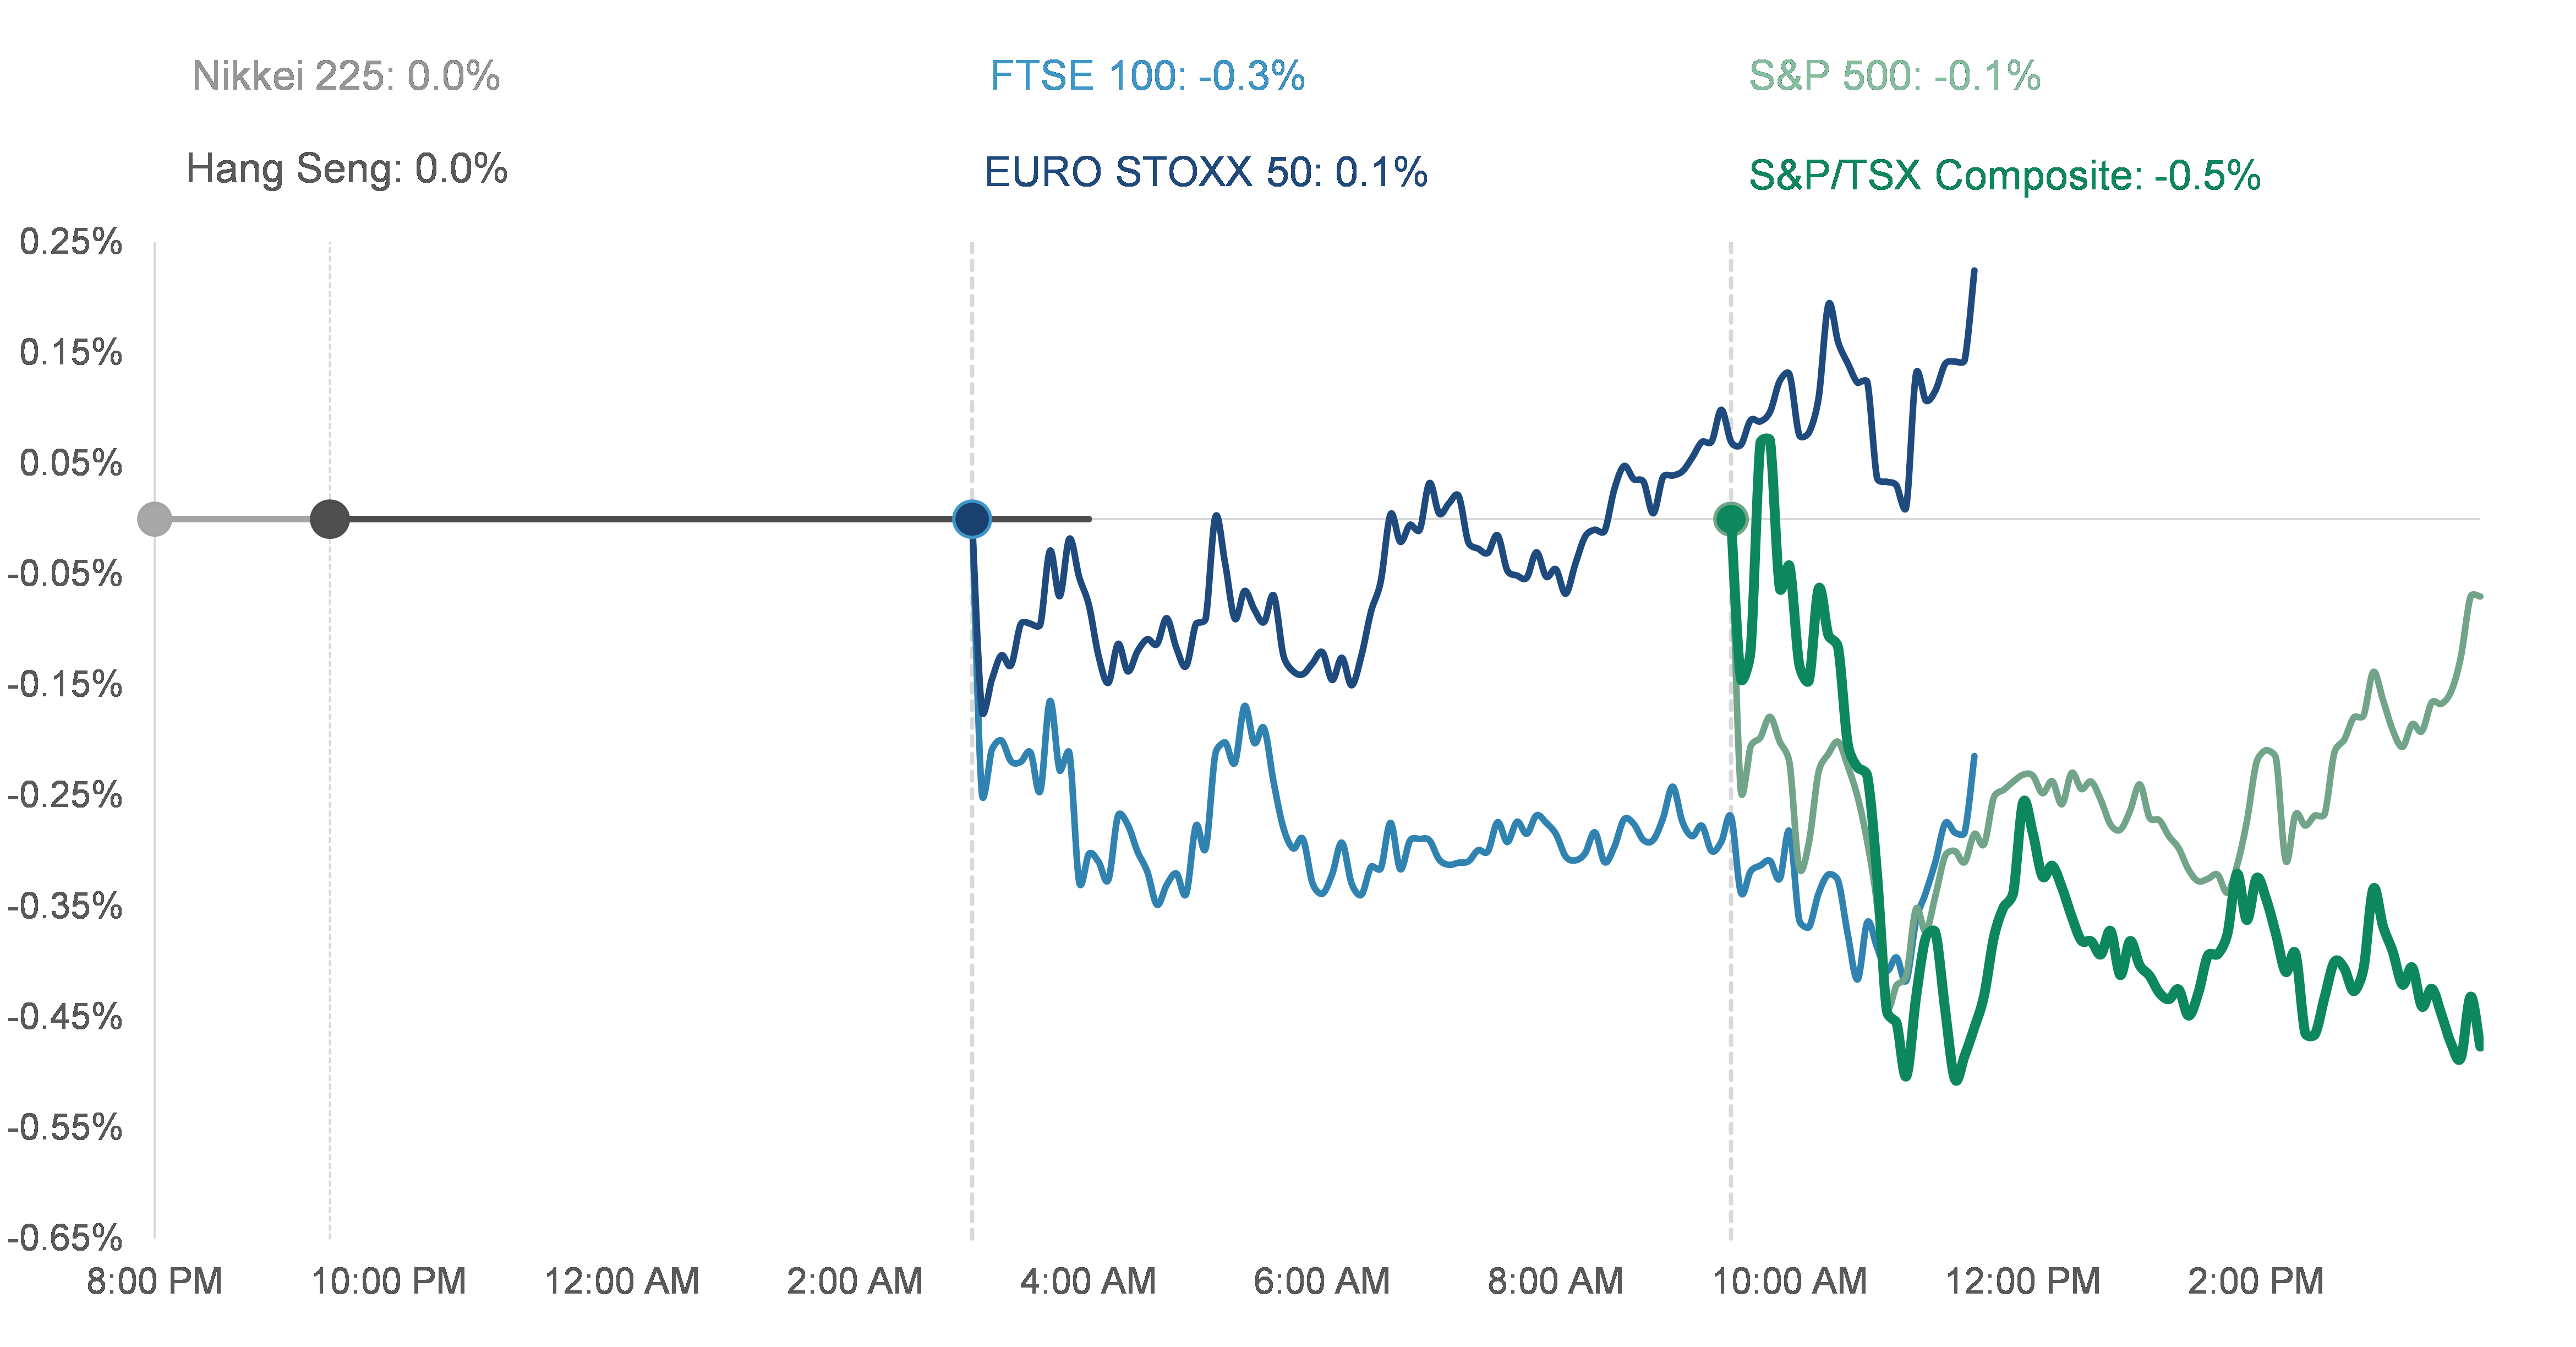 Nikkei 225: 0.0%
Hang Seng: 0.0%
FTSE 100: -0.3%
EURO STOXX 50: 0.1%
S&P 500: -0.1%
S&P/TSX Composite: -0.5%
0.25%
0.15%
0.05%
-0.05%
-0.15%
-0.25%
-0.35%
-0.45%
-0.55%
-0.65%
8:00 PM 10:00 PM 12:00 AM 2:00 AM 4:00 AM 6:00 AM 8:00 AM 10:00 AM 12:00 PM 2:00 PM